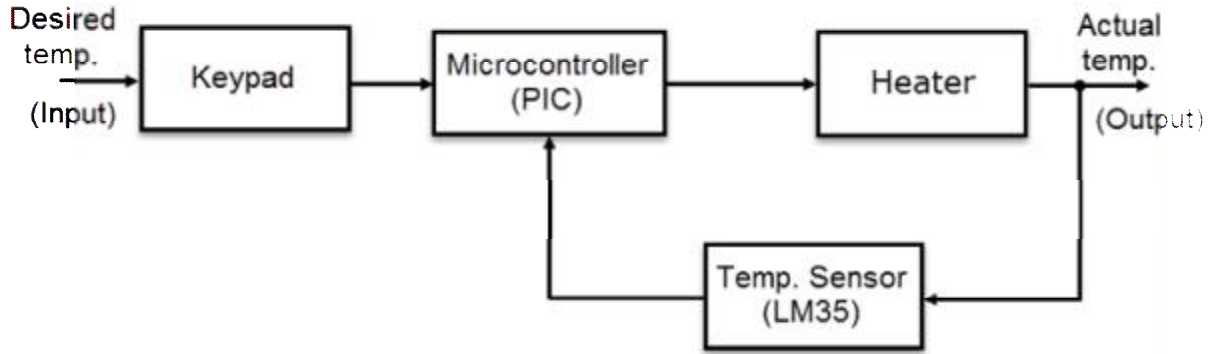 Desired
temp.
(Input)
Keypad
Microcontroller
(PIC)
Heater
Actual
temp.
(Output)
Temp. Sensor
(LM35)